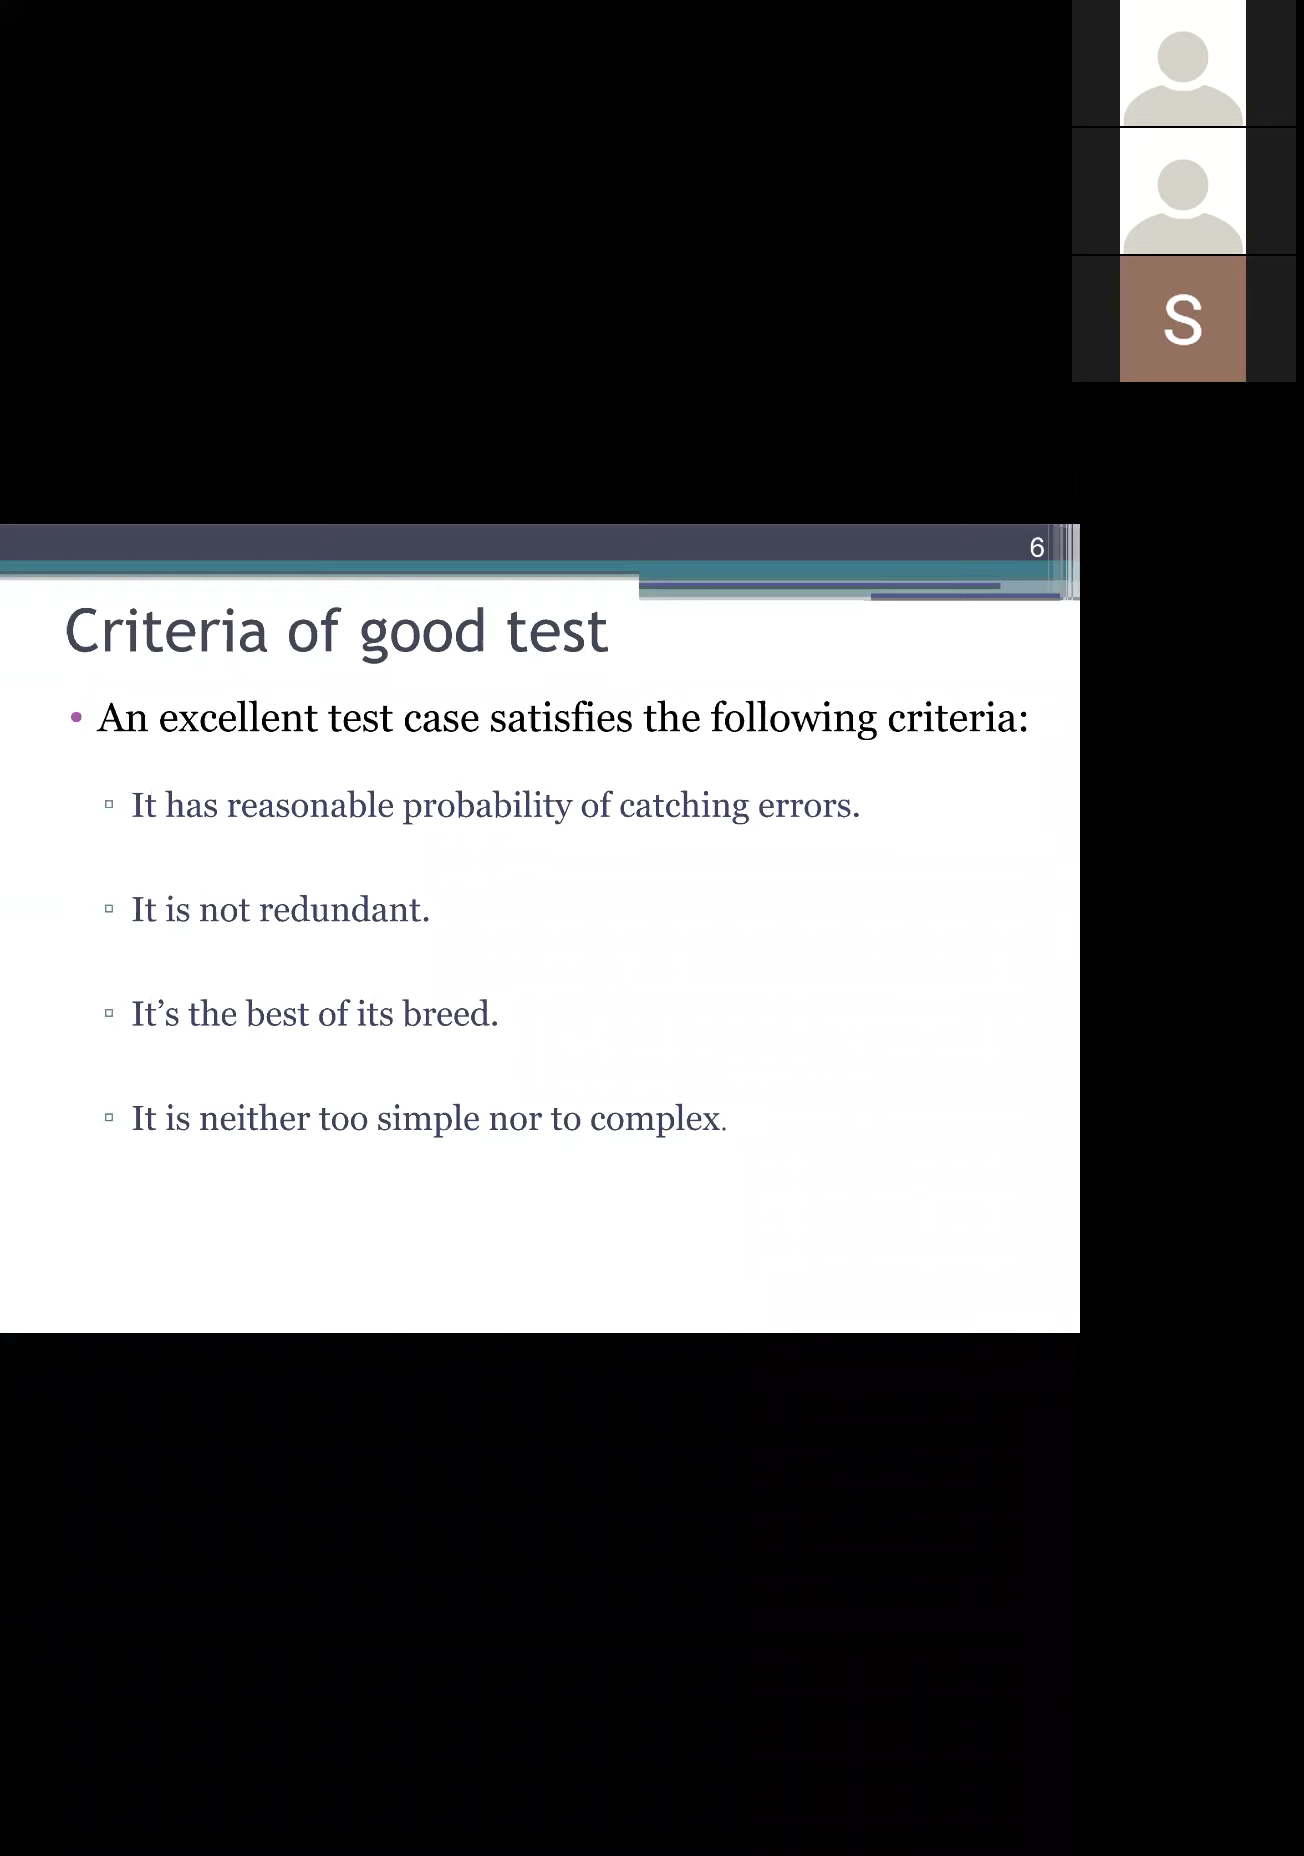 S
6
Criteria of good test
• An excellent test case satisfies the following criteria:
▫ It has reasonable probability of catching errors.
▫ It is not redundant.
▫ It’s the best of its breed.
▫ It is neither too simple nor to complex.